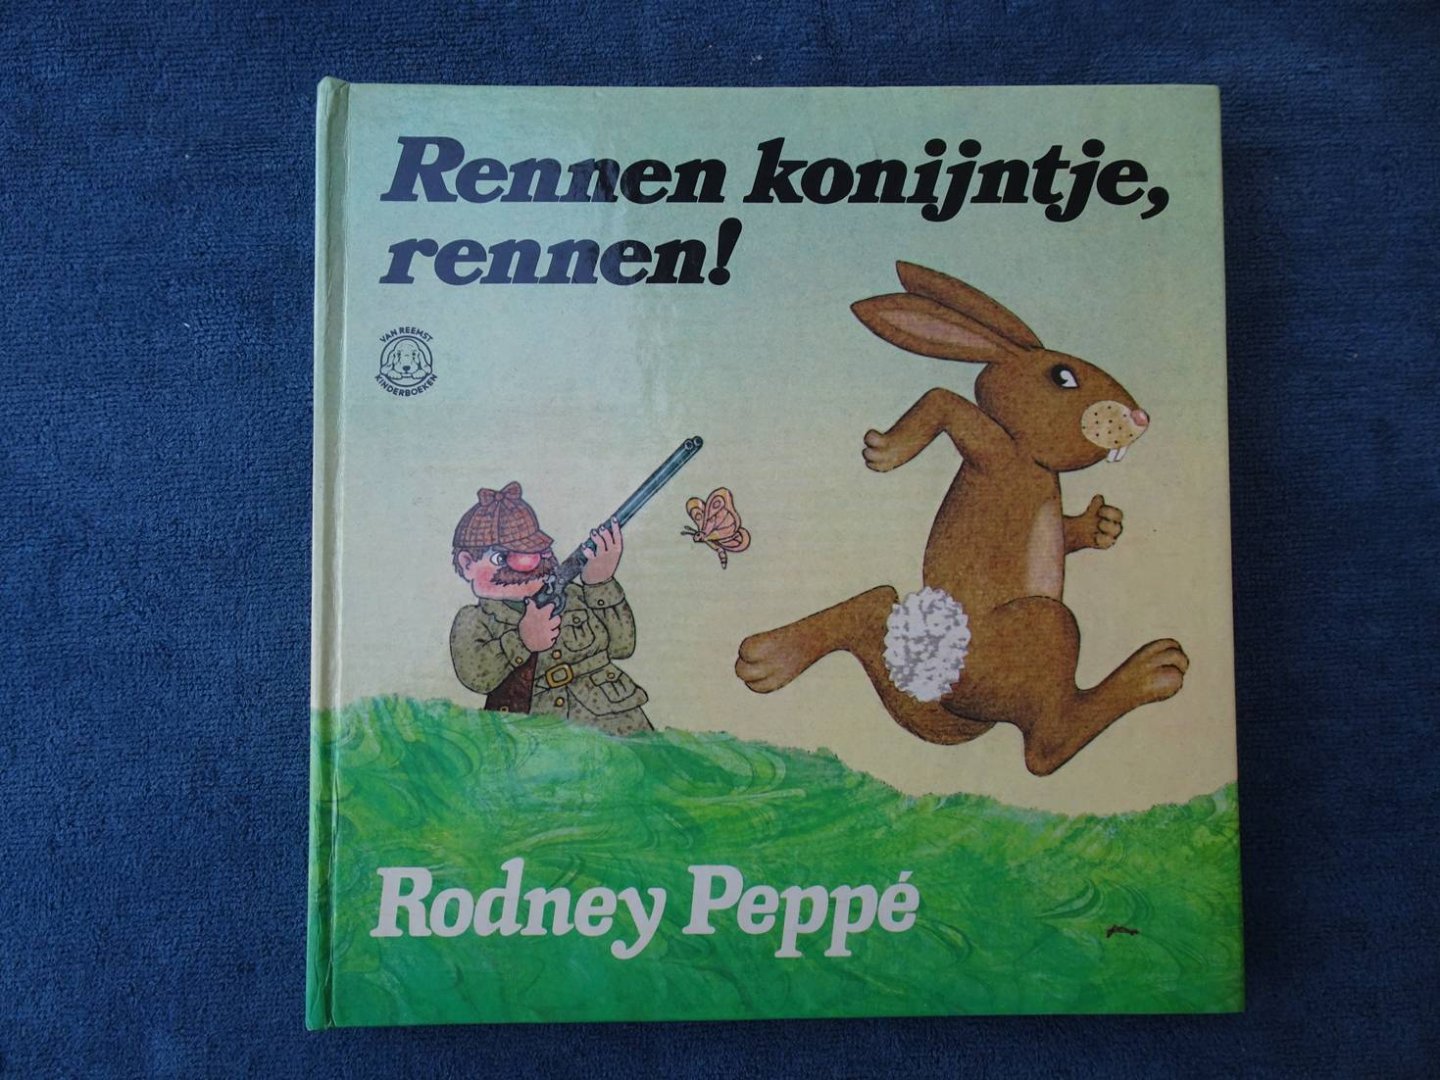 Rennen konijntje,
rennen!
VAN REEMST
KINDERBOEKEN
Rodney Peppé